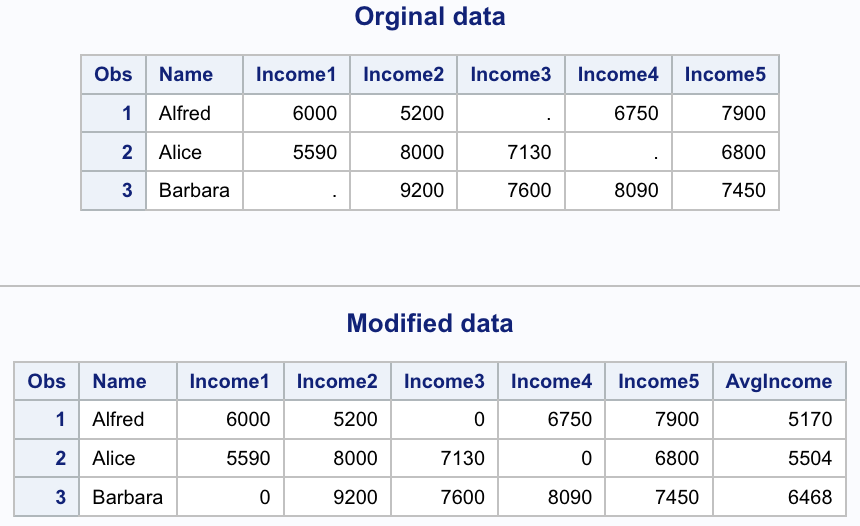 Orginal data
Obs Name Income1 Income2 Income3 Income4 Income5
1 Alfred 6000 5200 . 6750 7900
2 Alice 5590 8000 7130 . 6800
3 Barbara . 9200 7600 8090 7450
Modified data
Obs Name Income1 Income2 Income3 Income4 Income5 AvgIncome
1 Alfred 6000 5200 0 6750 7900 5170
2 Alice 5590 8000 7130 0 6800 5504
3 Barbara 0 9200 7600 8090 7450 6468